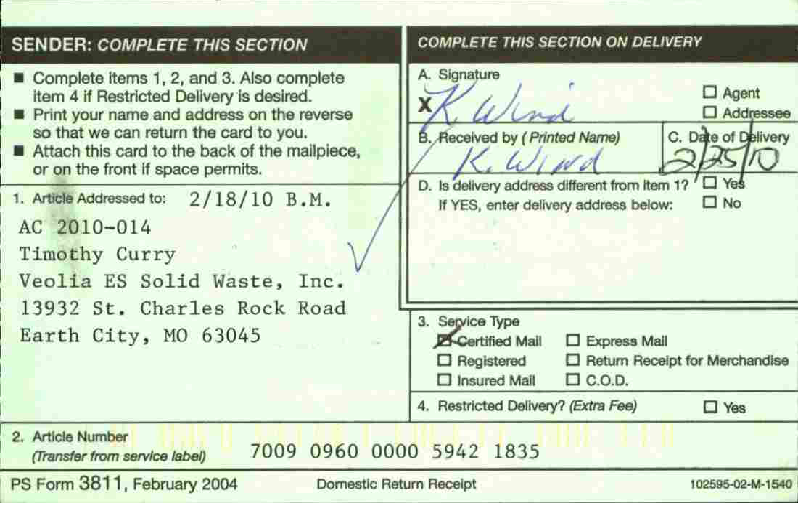 SENDER: COMPLETE THIS SECTION
■ Complete items 1, 2, and 3. Also complete
item 4 if Restricted Delivery is desired.
■ Print your name and address on the reverse
so that we can return the card to you.
■ Attach this card to the back of the mailpiece,
or on the front if space permits.
1. Article Addressed to: 2/18/10 B.M.
AC 2010-014
Timothy Curry
Veolia ES Solid Waste, Inc.
13932 St. Charles Rock Road
Earth City, MO 63045
2. Article Number
(Transfer from service label) 7009 0960 0000 5942 1835
COMPLETE THIS SECTION ON DELIVERY
A. Signature
X K. Wind
☐ Agent
☐ Addressee
B. Received by (Printed Name)
K. Wind
C. Date of Delivery
2/25/10
D. Is delivery address different from item 1? ☐ Yes
If YES, enter delivery address below: ☐ No
3. Service Type
☒ Certified Mail ☐ Express Mail
☐ Registered ☐ Return Receipt for Merchandise
☐ Insured Mail ☐ C.O.D.
4. Restricted Delivery? (Extra Fee) ☐ Yes
PS Form 3811, February 2004 Domestic Return Receipt 102595-02-M-1540